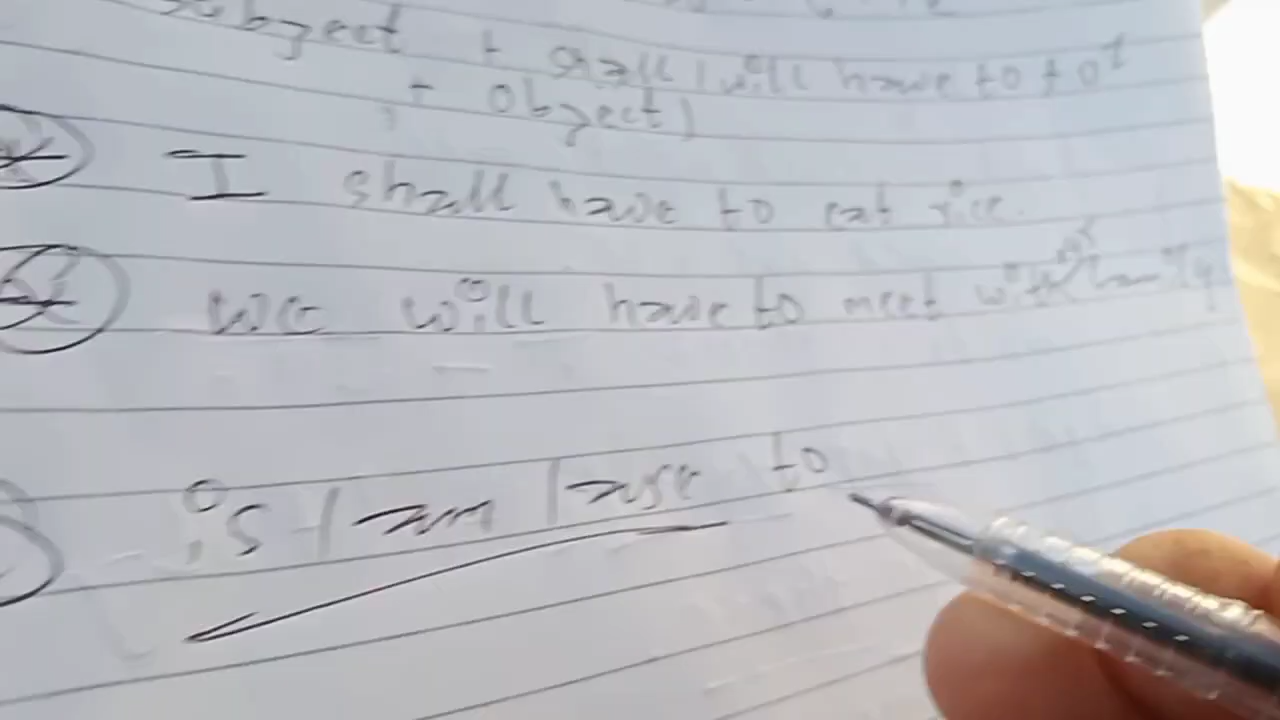 subject + shall / will have to + v1
+ object)
I shall have to eat rice.
we will have to meet with
is / am / are to